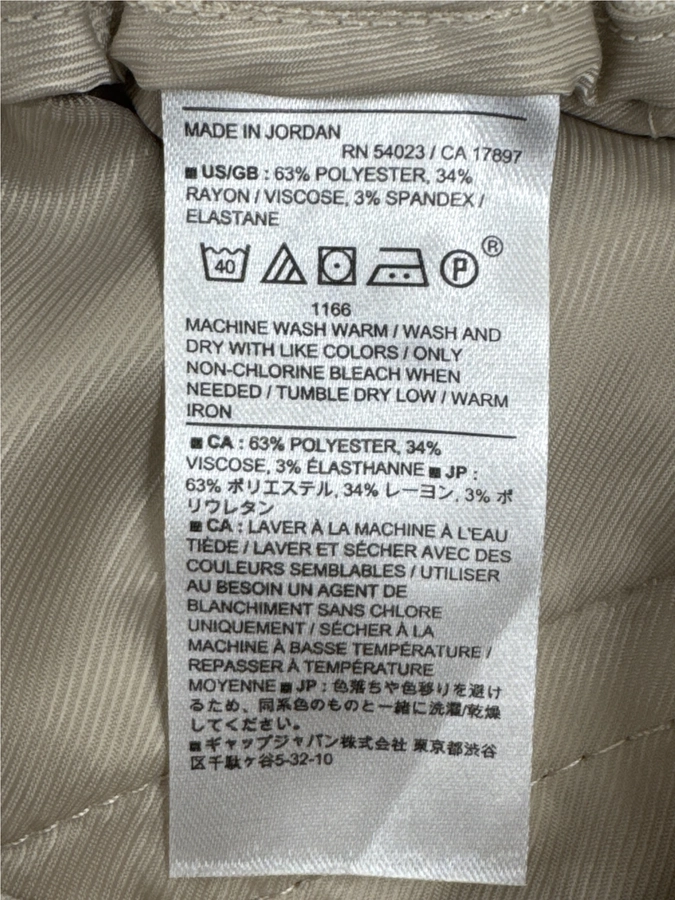 MADE IN JORDAN
RN 54023 / CA 17897
■ US/GB : 63% POLYESTER, 34%
RAYON / VISCOSE, 3% SPANDEX /
ELASTANE
40 P ®
1166
MACHINE WASH WARM / WASH AND
DRY WITH LIKE COLORS / ONLY
NON-CHLORINE BLEACH WHEN
NEEDED / TUMBLE DRY LOW / WARM
IRON
■ CA : 63% POLYESTER, 34%
VISCOSE, 3% ÉLASTHANNE ■ JP :
63% ポリエステル, 34% レーヨン, 3% ポ
リウレタン
■ CA : LAVER À LA MACHINE À L'EAU
TIÈDE / LAVER ET SÉCHER AVEC DES
COULEURS SEMBLABLES / UTILISER
AU BESOIN UN AGENT DE
BLANCHIMENT SANS CHLORE
UNIQUEMENT / SÉCHER À LA
MACHINE À BASSE TEMPÉRATURE /
REPASSER À TEMPÉRATURE
MOYENNE ■ JP : 色落ちや色移りを避け
るため、同系色のものと一緒に洗濯/乾燥
してください。
■ ギャップジャパン株式会社 東京都渋谷
区千駄ヶ谷5-32-10